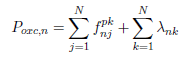 $P_{oxc,n} = \sum_{j=1}^{N} f_{nj}^{pk} + \sum_{k=1}^{N} \lambda_{nk}$